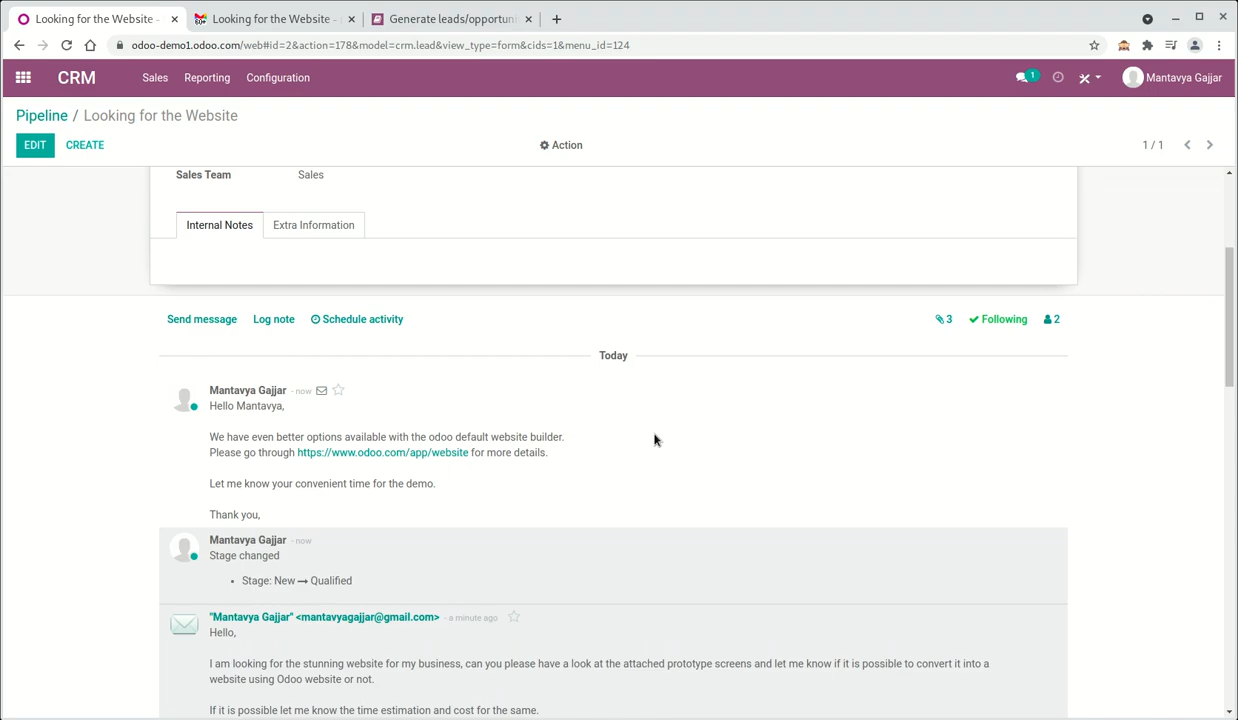 Looking for the Website -
Looking for the Website -
Generate leads/opportun
odoo-demo1.odoo.com/web#id=2&action=178&model=crm.lead&view_type=form&cids=1&menu_id=124
CRM
Sales
Reporting
Configuration
1
Mantavya Gajjar
Pipeline / Looking for the Website
EDIT
CREATE
Action
1 / 1
Sales Team
Sales
Internal Notes
Extra Information
Send message
Log note
Schedule activity
3
Following
2
Today
Mantavya Gajjar - now
Hello Mantavya,
We have even better options available with the odoo default website builder.
Please go through https://www.odoo.com/app/website for more details.
Let me know your convenient time for the demo.
Thank you,
Mantavya Gajjar - now
Stage changed
• Stage: New → Qualified
"Mantavya Gajjar" <mantavyagajjar@gmail.com> - a minute ago
Hello,
I am looking for the stunning website for my business, can you please have a look at the attached prototype screens and let me know if it is possible to convert it into a
website using Odoo website or not.
If it is possible let me know the time estimation and cost for the same.